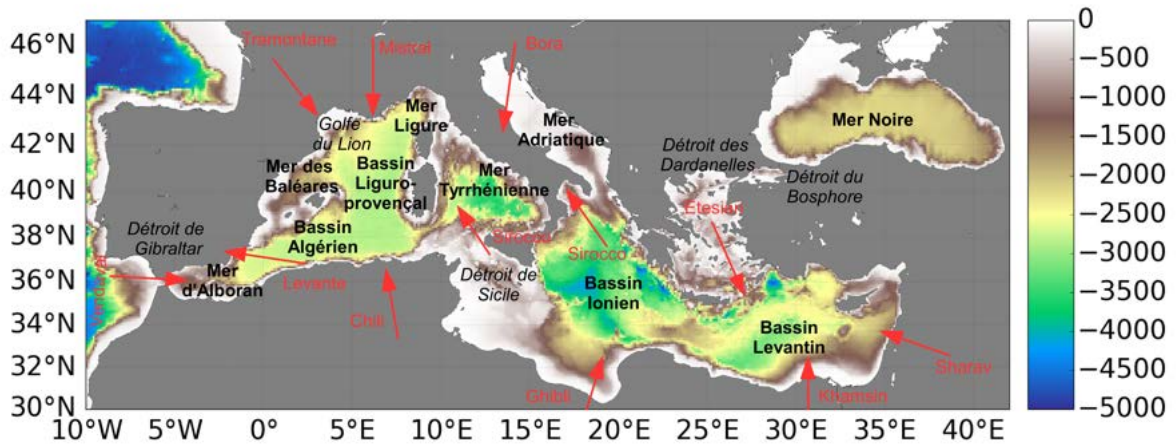 46°N
44°N
42°N
40°N
38°N
36°N
34°N
32°N
30°N
10°W
5°W
0°
5°E
10°E
15°E
20°E
25°E
30°E
35°E
40°E
0
−500
−1000
−1500
−2000
−2500
−3000
−3500
−4000
−4500
−5000
Tramontane
Mistral
Bora
Golfe
du Lion
Mer
Ligure
Mer
Adriatique
Mer Noire
Mer des
Baléares
Bassin
Liguro-
provençal
Mer
Tyrrhénienne
Détroit des
Dardanelles
Détroit du
Bosphore
Détroit de
Gibraltar
Bassin
Algérien
Sirocco
Sirocco
Etesian
Vendaval
Mer
d'Alboran
Levante
Chili
Détroit de
Sicile
Bassin
Ionien
Bassin
Levantin
Sharav
Ghibli
Khamsin